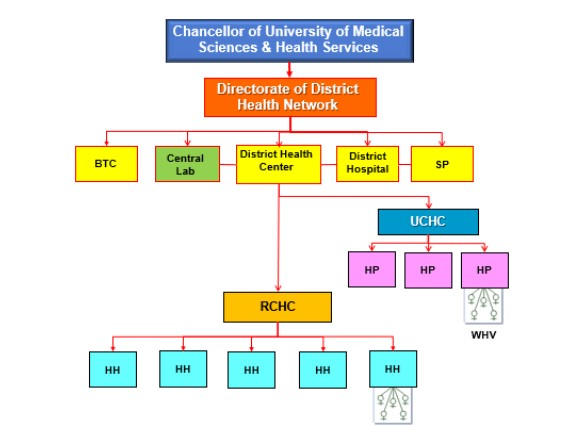 Chancellor of University of Medical
Sciences & Health Services
Directorate of District
Health Network
BTC
Central
Lab
District Health
Center
District
Hospital
SP
UCHC
HP
HP
HP
WHV
RCHC
HH
HH
HH
HH
HH